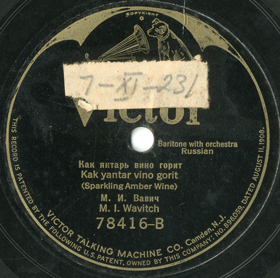 7-XI-231
Victor
Baritone with orchestra
Russian
Как янтарь вино горит
Kak yantar vino gorit
(Sparkling Amber Wine)
М. И. Вавич
M. I. Wavitch
78416-B
VICTOR TALKING MACHINE CO. Camden, N.J.
THIS RECORD IS PATENTED BY THE FOLLOWING U.S. PATENT, OWNED BY THIS COMPANY: NO. 896059, DATED AUGUST 11, 1908.